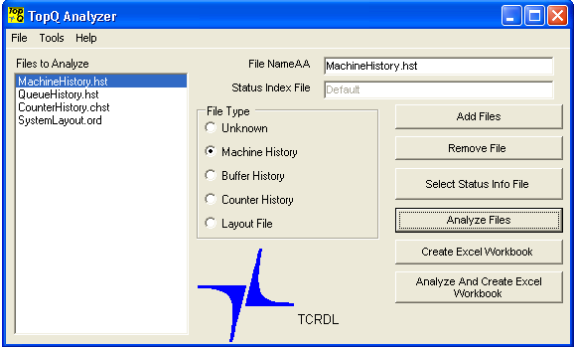 TopQ
TopQ Analyzer
File Tools Help
Files to Analyze
MachineHistory.hst
QueueHistory.hst
CounterHistory.chst
SystemLayout.ord
File NameAA
MachineHistory.hst
Status Index File
Default
File Type
Unknown
Machine History
Buffer History
Counter History
Layout File
Add Files
Remove File
Select Status Info File
Analyze Files
Create Excel Workbook
Analyze And Create Excel
Workbook
TCRDL